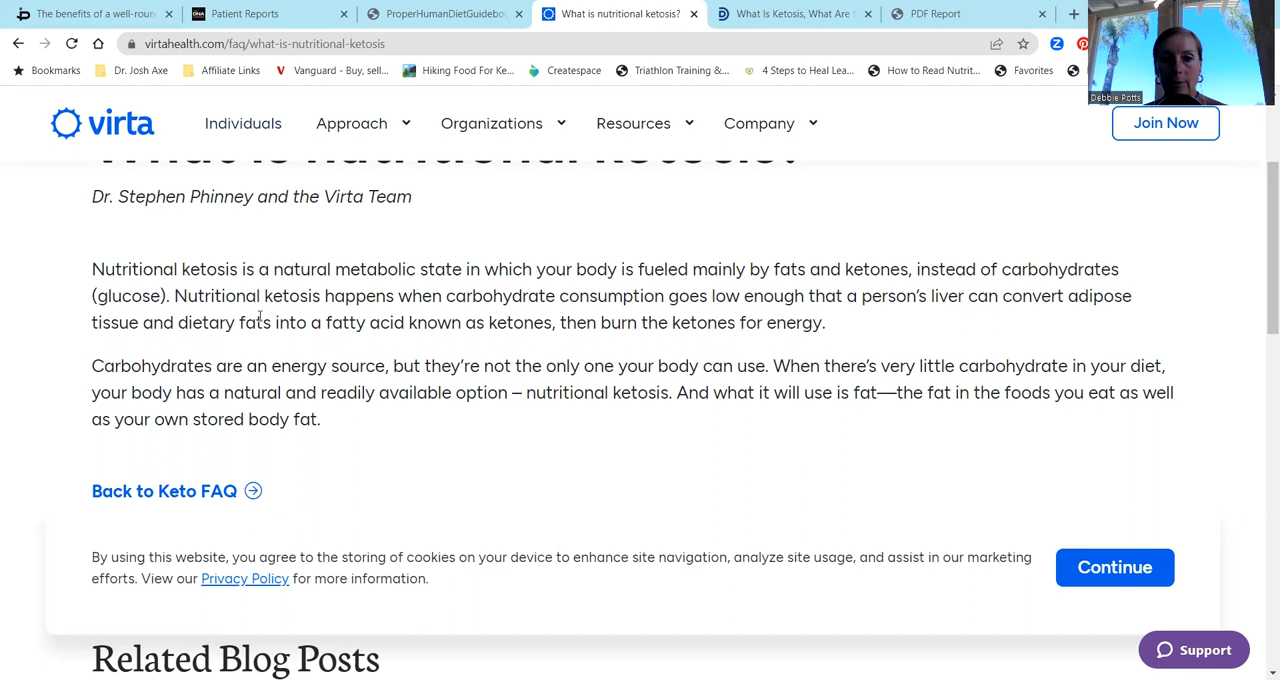 The benefits of a well-roun
DNA
Patient Reports
ProperHumanDietGuidebo
What is nutritional ketosis?
What Is Ketosis, What Are t
PDF Report
virtahealth.com/faq/what-is-nutritional-ketosis
Bookmarks
Dr. Josh Axe
Affiliate Links
Vanguard - Buy, sell...
Hiking Food For Ke...
Createspace
Triathlon Training &...
4 Steps to Heal Lea...
How to Read Nutrit...
Favorites
Debbie Potts
virta
Individuals
Approach
Organizations
Resources
Company
Join Now
What is nutritional ketosis?
Dr. Stephen Phinney and the Virta Team
Nutritional ketosis is a natural metabolic state in which your body is fueled mainly by fats and ketones, instead of carbohydrates
(glucose). Nutritional ketosis happens when carbohydrate consumption goes low enough that a person’s liver can convert adipose
tissue and dietary fats into a fatty acid known as ketones, then burn the ketones for energy.
Carbohydrates are an energy source, but they’re not the only one your body can use. When there’s very little carbohydrate in your diet,
your body has a natural and readily available option – nutritional ketosis. And what it will use is fat—the fat in the foods you eat as well
as your own stored body fat.
Back to Keto FAQ
By using this website, you agree to the storing of cookies on your device to enhance site navigation, analyze site usage, and assist in our marketing
efforts. View our Privacy Policy for more information.
Continue
Related Blog Posts
Support